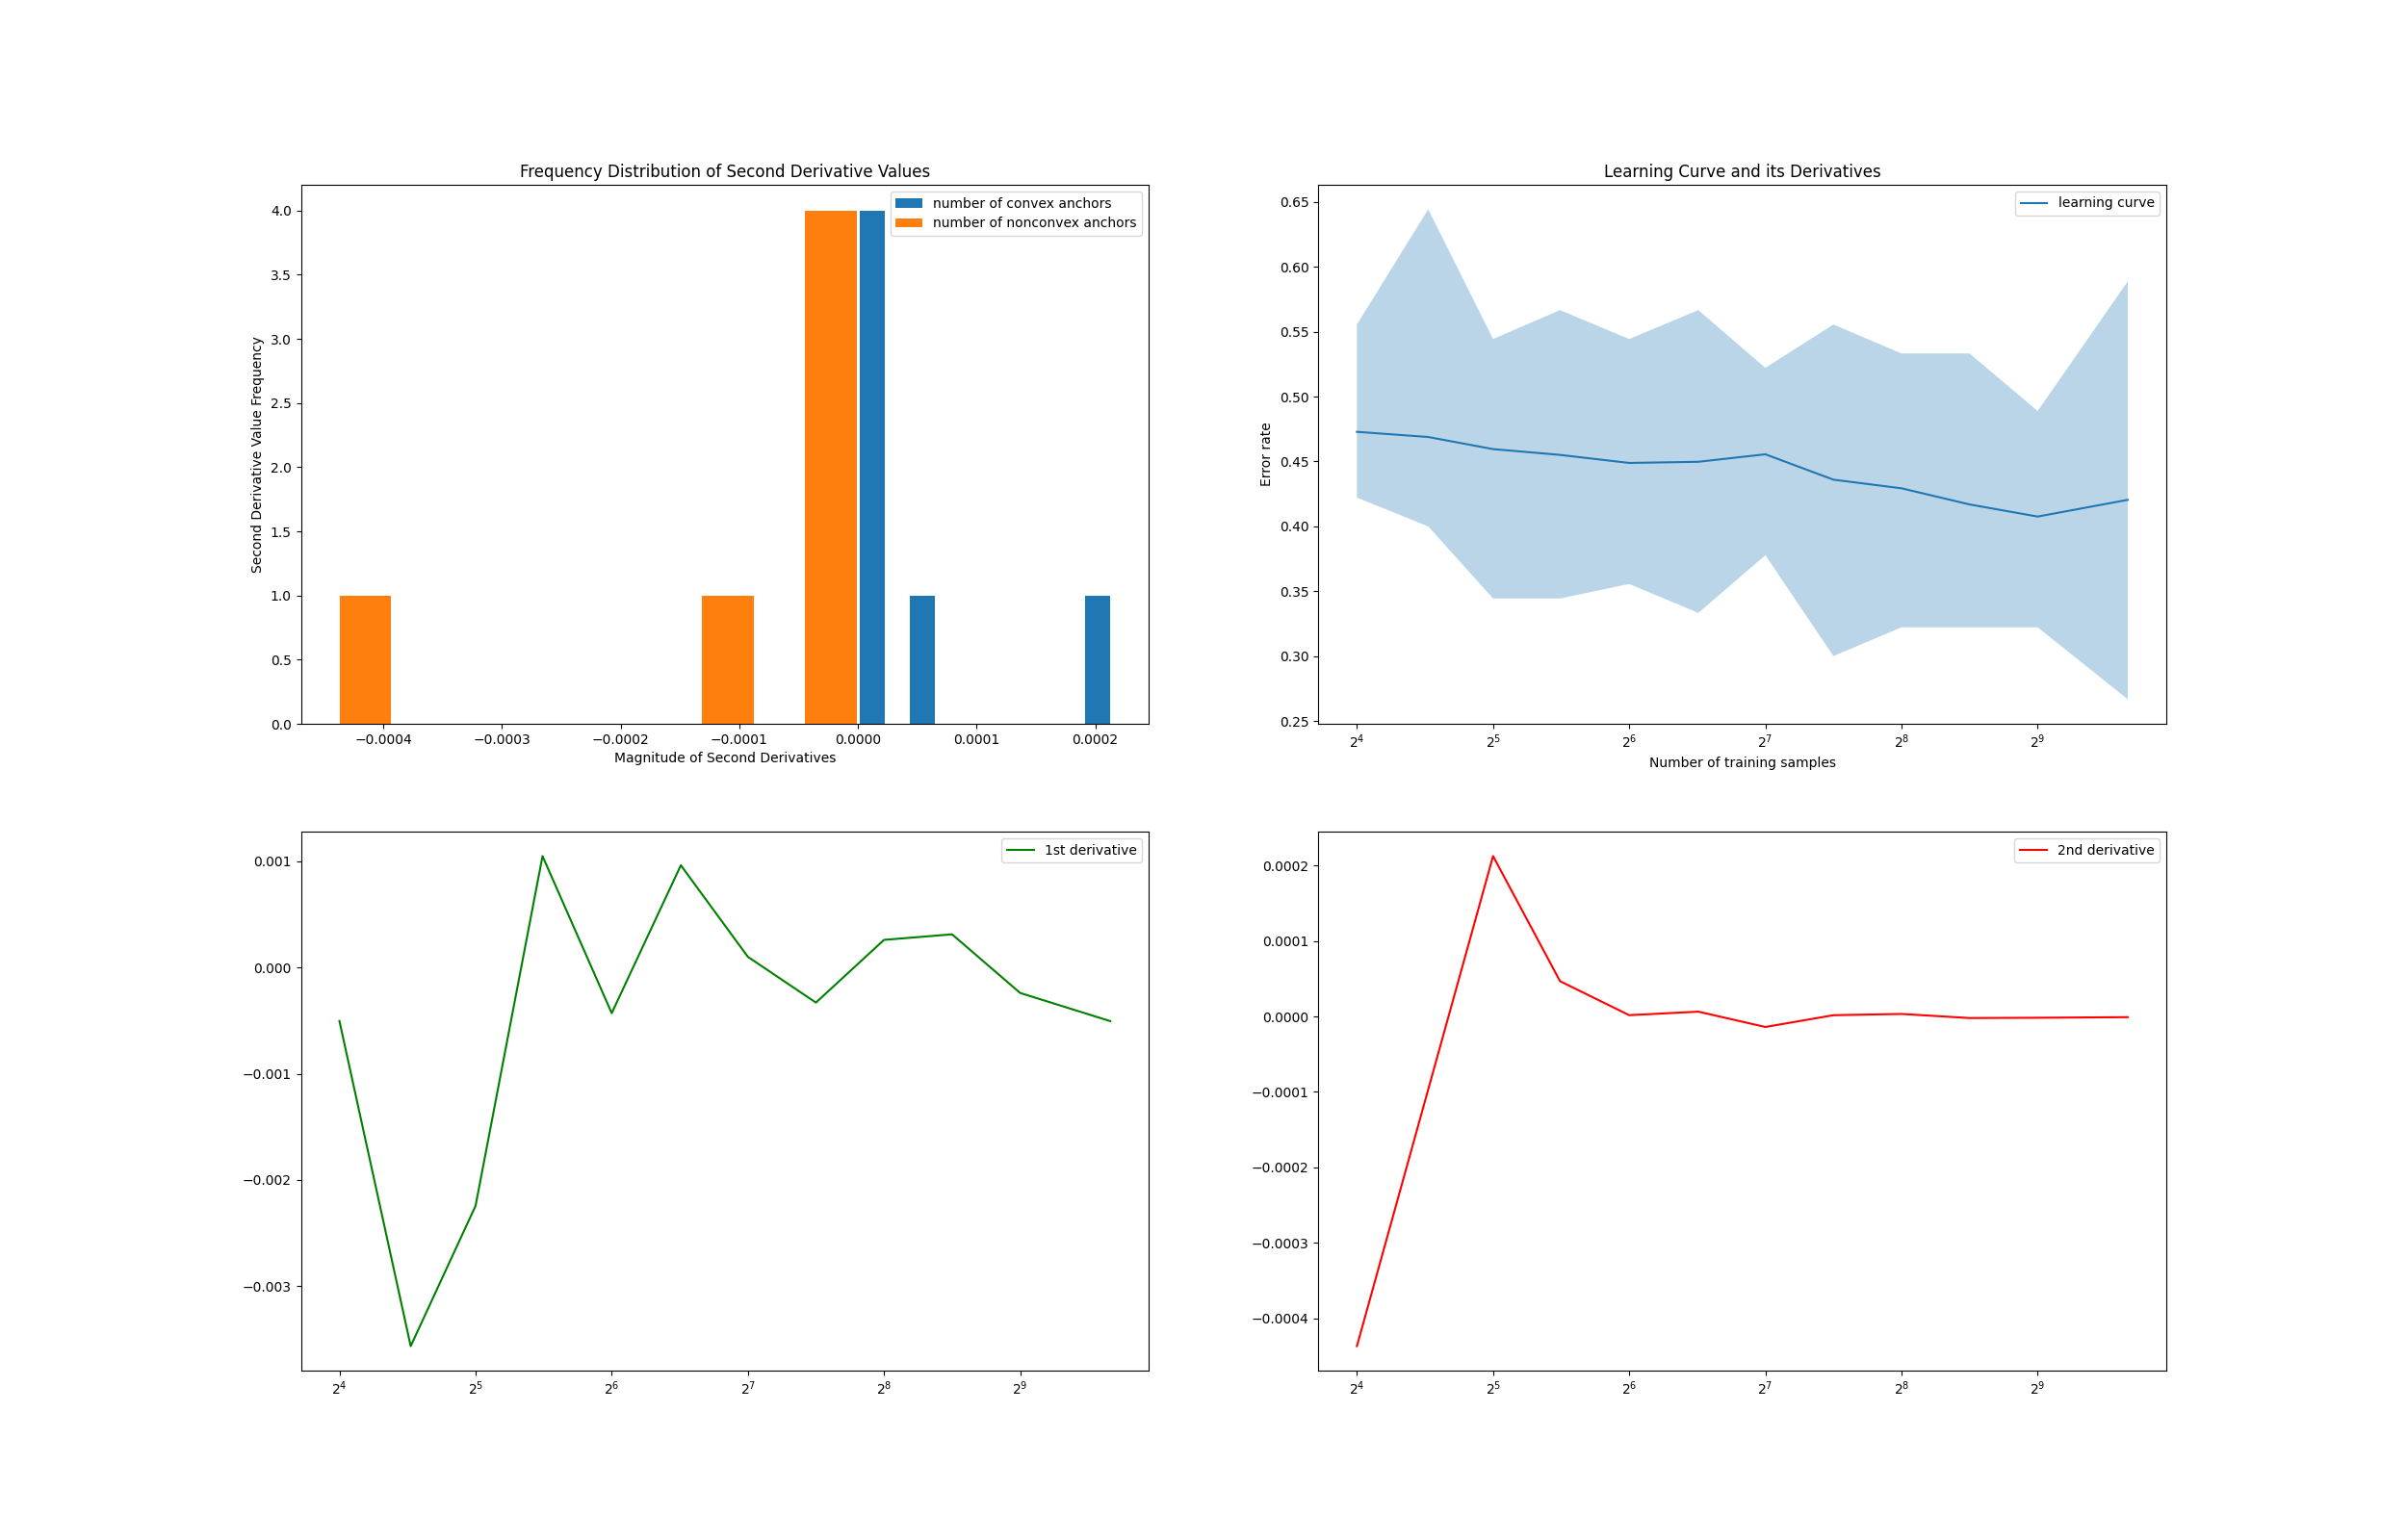 Frequency Distribution of Second Derivative Values
number of convex anchors
number of nonconvex anchors
4.0
3.5
3.0
2.5
2.0
1.5
1.0
0.5
0.0
Second Derivative Value Frequency
−0.0004 −0.0003 −0.0002 −0.0001 0.0000 0.0001 0.0002
Magnitude of Second Derivatives
Learning Curve and its Derivatives
learning curve
0.65
0.60
0.55
0.50
0.45
0.40
0.35
0.30
0.25
Error rate
2⁴ 2⁵ 2⁶ 2⁷ 2⁸ 2⁹
Number of training samples
1st derivative
0.001
0.000
−0.001
−0.002
−0.003
2⁴ 2⁵ 2⁶ 2⁷ 2⁸ 2⁹
2nd derivative
0.0002
0.0001
0.0000
−0.0001
−0.0002
−0.0003
−0.0004
2⁴ 2⁵ 2⁶ 2⁷ 2⁸ 2⁹